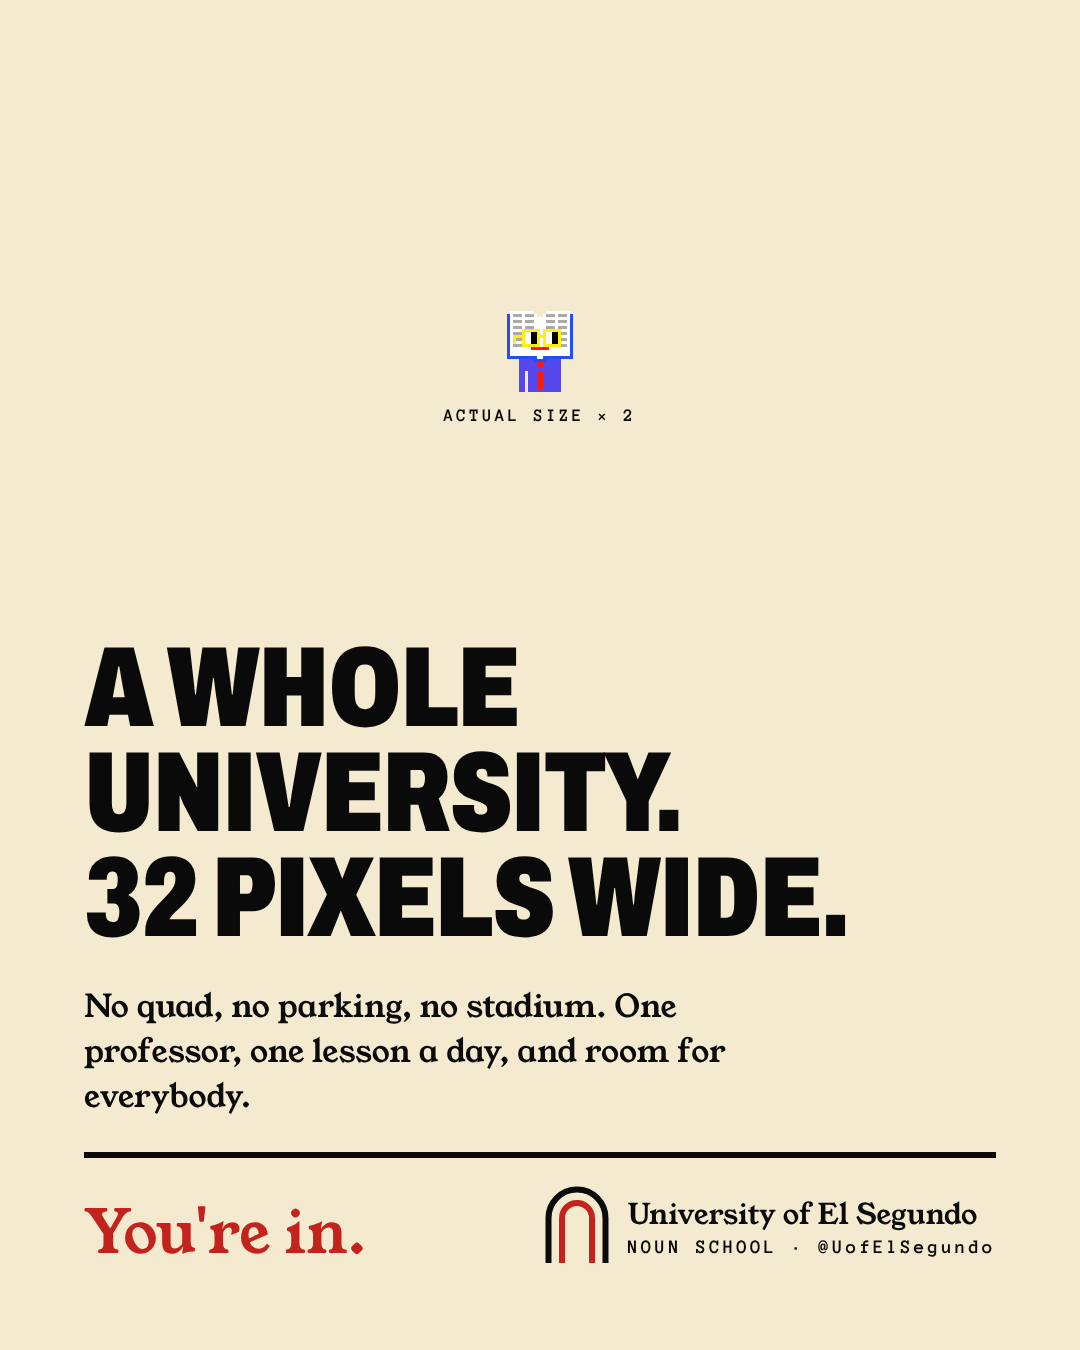 ACTUAL SIZE × 2
A WHOLE
UNIVERSITY.
32 PIXELS WIDE.
No quad, no parking, no stadium. One
professor, one lesson a day, and room for
everybody.
You're in.
University of El Segundo
NOUN SCHOOL · @UofElSegundo